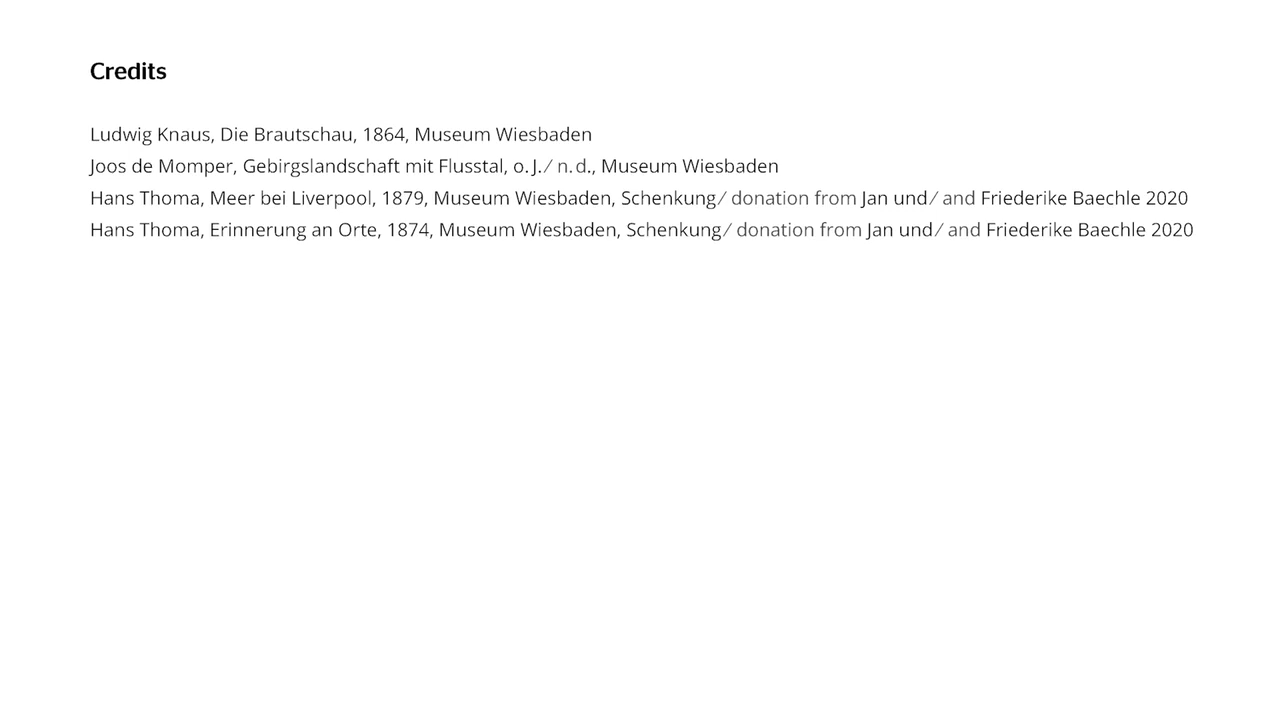 Credits
Ludwig Knaus, Die Brautschau, 1864, Museum Wiesbaden
Joos de Momper, Gebirgslandschaft mit Flusstal, o. J./ n. d., Museum Wiesbaden
Hans Thoma, Meer bei Liverpool, 1879, Museum Wiesbaden, Schenkung/ donation from Jan und/ and Friederike Baechle 2020
Hans Thoma, Erinnerung an Orte, 1874, Museum Wiesbaden, Schenkung/ donation from Jan und/ and Friederike Baechle 2020